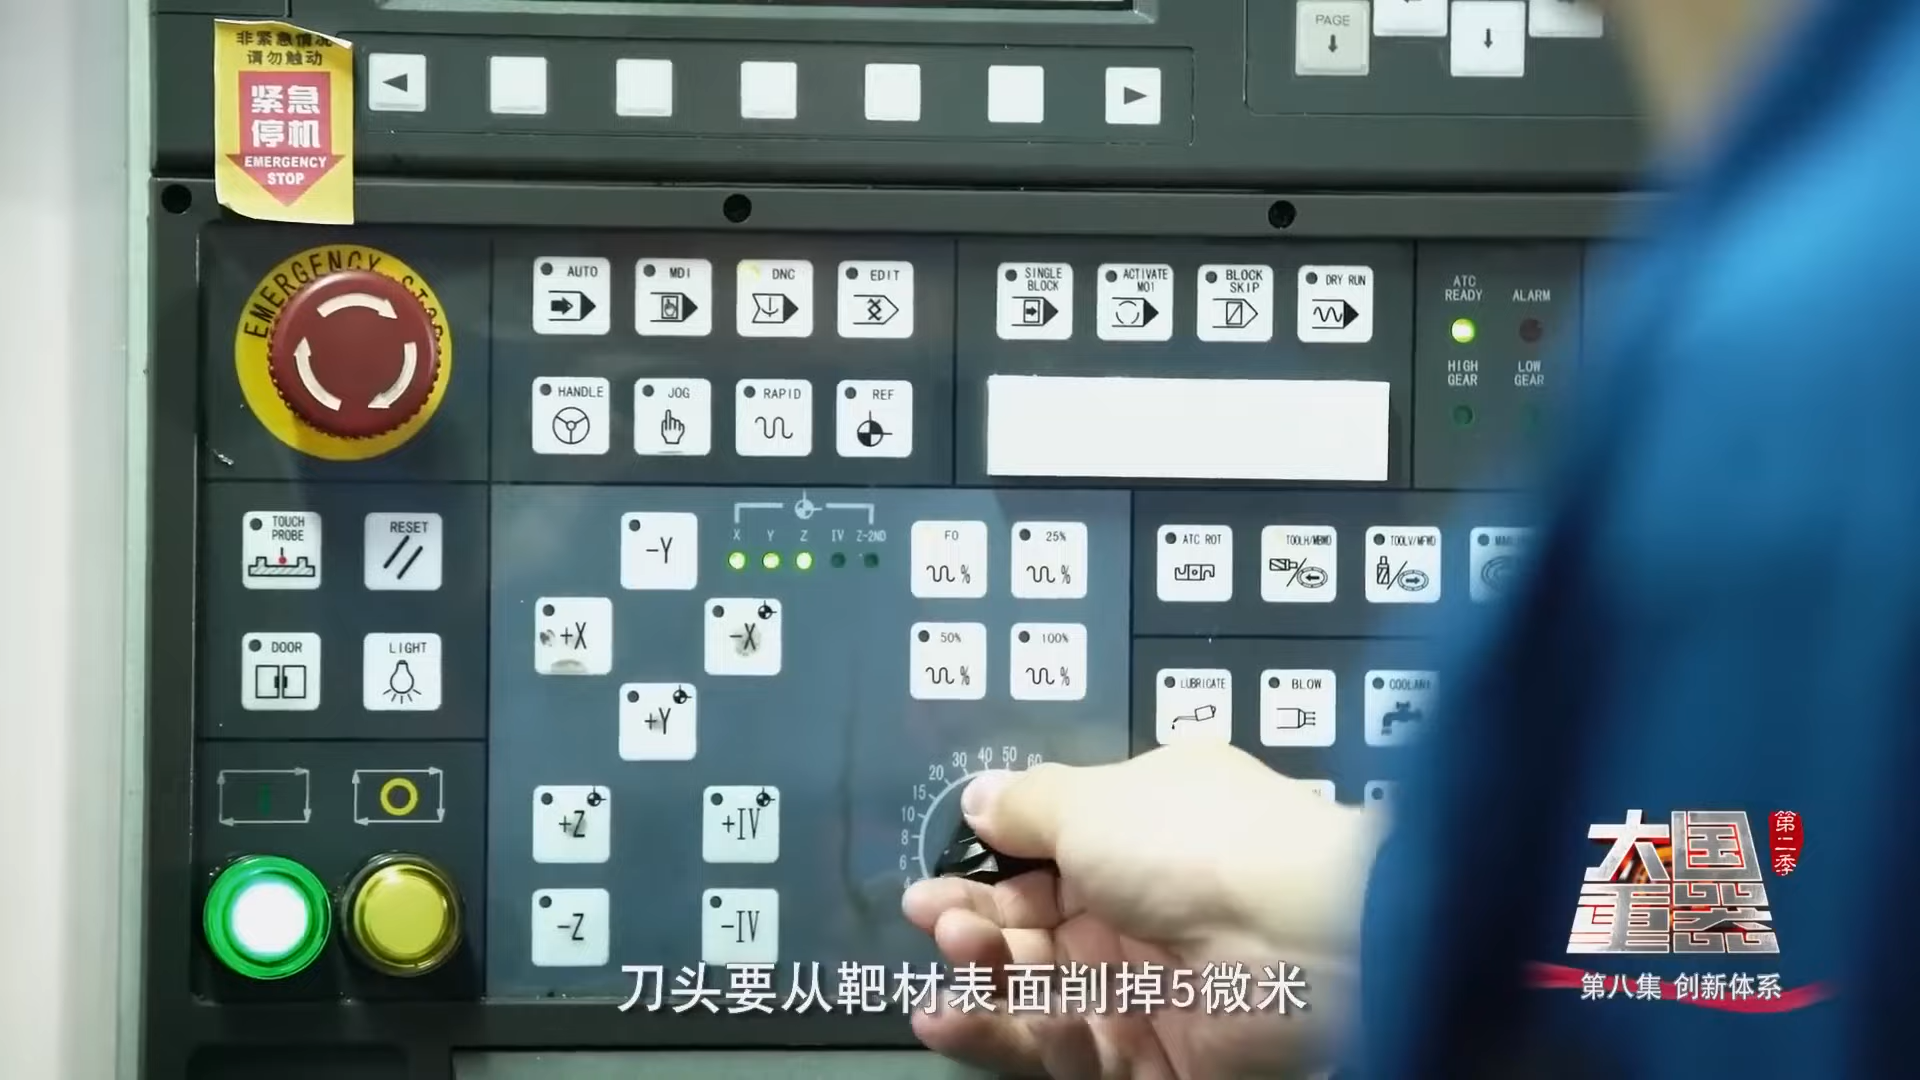 PAGE
非紧急情况
请勿触动
紧急
停机
EMERGENCY
STOP
EMERGENCY STOP
AUTO
MDI
DNC
EDIT
SINGLE
BLOCK
ACTIVATE
M01
BLOCK
SKIP
DRY RUN
ATC
READY
ALARM
HANDLE
JOG
RAPID
REF
HIGH
GEAR
LOW
GEAR
TOUCH
PROBE
RESET
-Y
X Y Z IV Z-2ND
F0
%
25%
%
ATC ROT
+X
-X
50%
%
100%
%
DOOR
LIGHT
+Y
LUBRICATE
BLOW
COOLANT
+Z
+IV
6 8 10 15 20 30 40 50 60
-Z
-IV
大国
重器
第二季
第八集 创新体系
刀头要从靶材表面削掉5微米